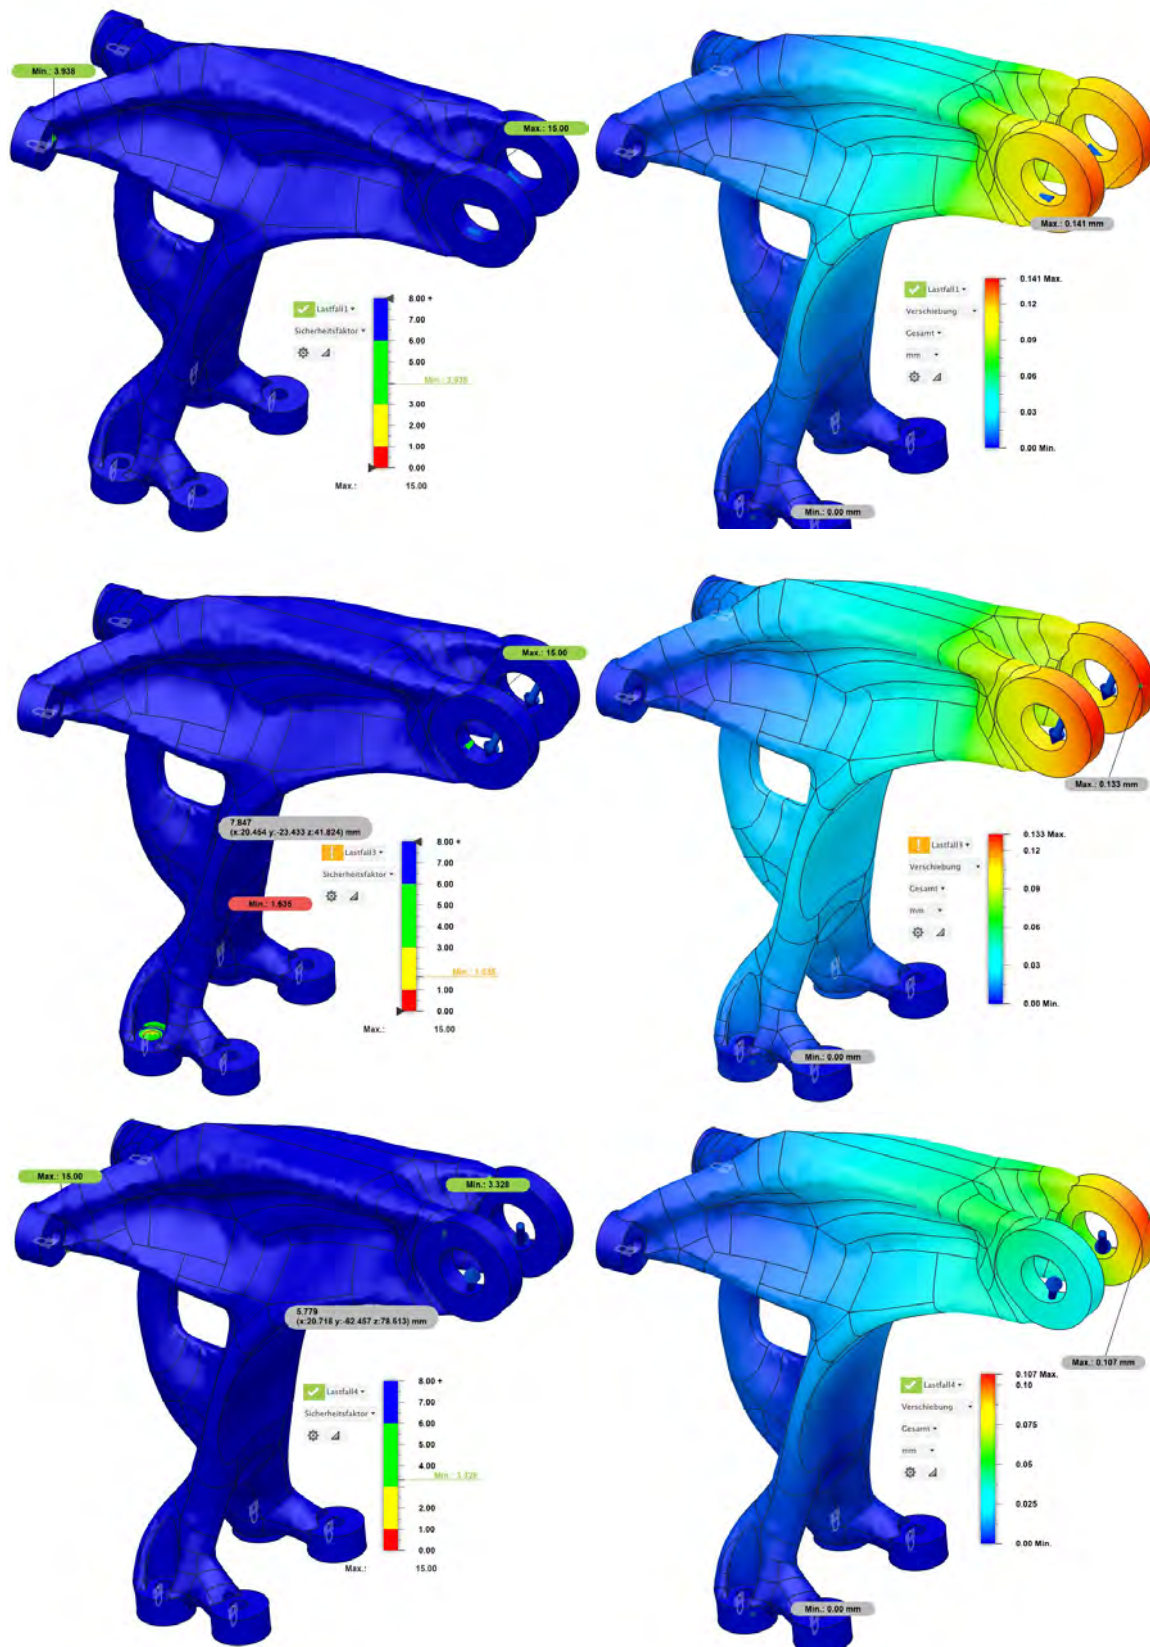 Min.: 3.938
Max.: 15.00
Lastfall1
Sicherheitsfaktor
8.00 +
7.00
6.00
5.00
Min.: 3.938
3.00
2.00
1.00
0.00
Max.: 15.00
Max.: 0.141 mm
Lastfall1
Verschiebung
Gesamt
mm
0.141 Max.
0.12
0.09
0.06
0.03
0.00 Min.
Min.: 0.00 mm
Max.: 15.00
7.847
(x:20.454 y:-23.433 z:41.824) mm
Lastfall3
Sicherheitsfaktor
Min.: 1.635
8.00 +
7.00
6.00
5.00
4.00
3.00
Min.: 1.635
1.00
0.00
Max.: 15.00
Max.: 0.133 mm
Lastfall3
Verschiebung
Gesamt
mm
0.133 Max.
0.12
0.09
0.06
0.03
0.00 Min.
Min.: 0.00 mm
Max.: 15.00
Min.: 3.328
5.779
(x:20.718 y:-62.457 z:78.513) mm
Lastfall4
Sicherheitsfaktor
8.00 +
7.00
6.00
5.00
4.00
Min.: 3.328
2.00
1.00
0.00
Max.: 15.00
Max.: 0.107 mm
Lastfall4
Verschiebung
Gesamt
mm
0.107 Max.
0.10
0.075
0.05
0.025
0.00 Min.
Min.: 0.00 mm